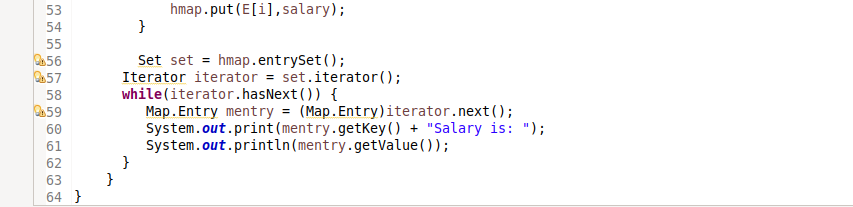 53 hmap.put(E[i],salary);
54 }
55
56 Set set = hmap.entrySet();
57 Iterator iterator = set.iterator();
58 while(iterator.hasNext()) {
59 Map.Entry mentry = (Map.Entry)iterator.next();
60 System.out.print(mentry.getKey() + "Salary is: ");
61 System.out.println(mentry.getValue());
62 }
63 }
64 }